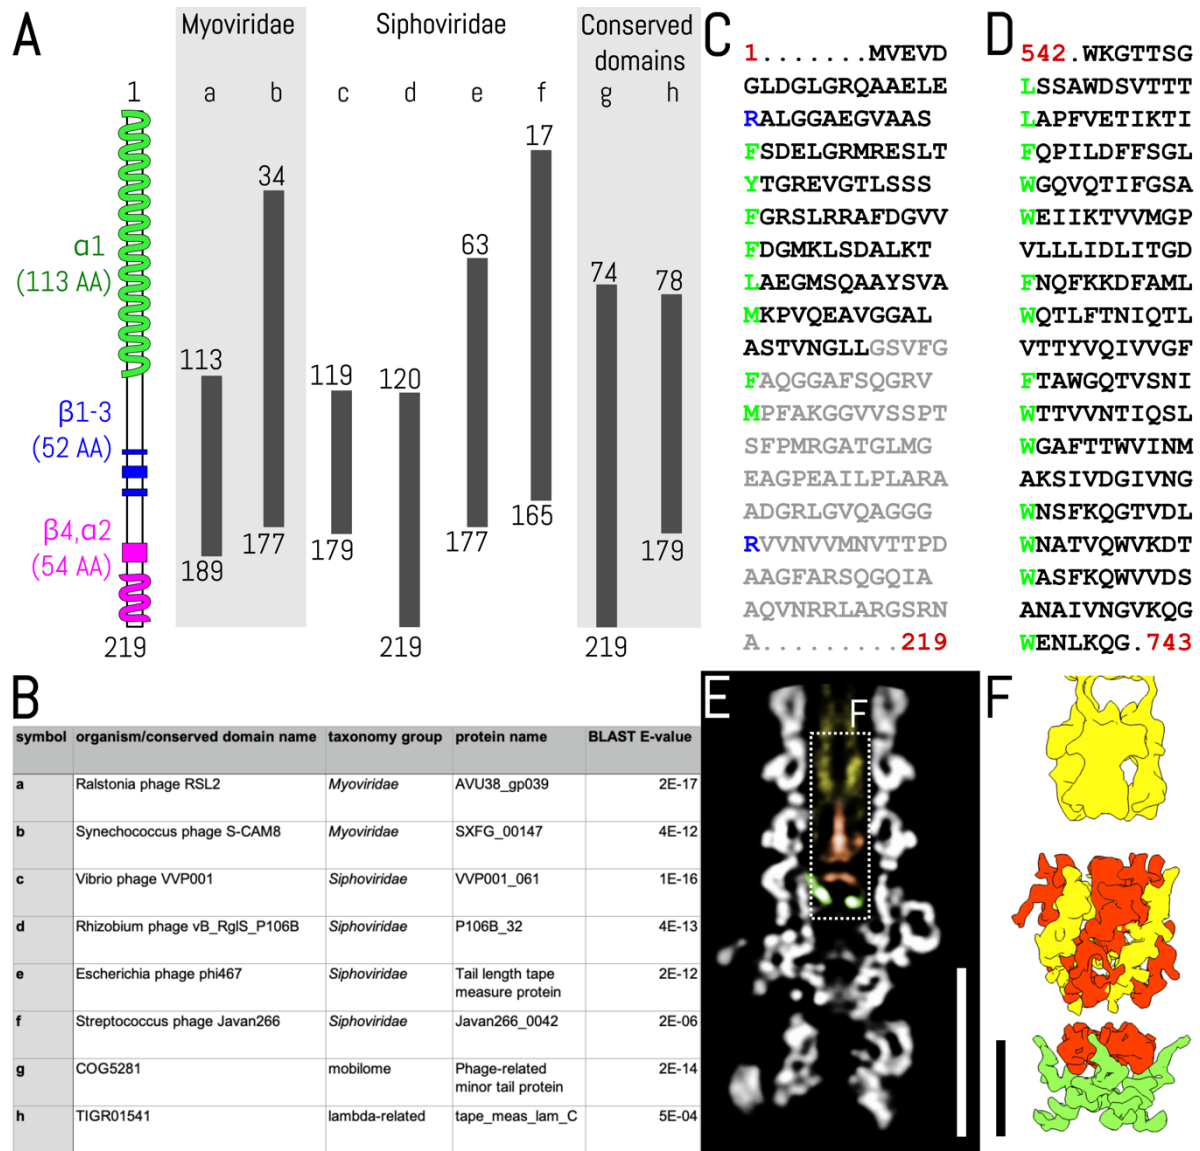 A
Myoviridae
Siphoviridae
Conserved
domains
a
b
c
d
e
f
g
h
1
17
34
63
74
78
α1
(113 AA)
113
119
120
β1-3
(52 AA)
165
β4,α2
(54 AA)
177
177
179
179
189
219
219
219
C
1.......MVEVD
GLDGLGRQAAELE
RALGGAEGVAAS
FSDELGRMRESLT
YTGREVGTLSSS
FGRSLRRAFDGVV
FDGMKLSDALKT
LAEGMSQAAYSVA
MKPVQEAVGGAL
ASTVNGLLGSVFG
FAQGGAFSQGRV
MPFAKGGVVSSPT
SFPMRGATGLMG
EAGPEAILPLARA
ADGRLGVQAGGG
RVVNVVMNVTTPD
AAGFARSQGQIA
AQVNRRLARGSRN
A.........219
D
542.WKGTTSG
LSSAWDSVTTT
LAPFVETIKTI
FQPILDFFSGL
WGQVQTIFGSA
WEIIKTVVMGP
VLLLIDLITGD
FNQFKKDFAML
WQTLFTNIQTL
VTTYVQIVVGF
FTAWGQTVSNI
WTTVVNTIQSL
WGAFTTWVINM
AKSIVDGIVNG
WNSFKQGTVDL
WNATVQWVKDT
WASFKQWVVDS
ANAIVNGVKQG
WENLKQG.743
B
symbol organism/conserved domain name taxonomy group protein name BLAST E-value
a Ralstonia phage RSL2 Myoviridae AVU38_gp039 2E-17
b Synechococcus phage S-CAM8 Myoviridae SXFG_00147 4E-12
c Vibrio phage VVP001 Siphoviridae VVP001_061 1E-16
d Rhizobium phage vB_RglS_P106B Siphoviridae P106B_32 4E-13
e Escherichia phage phi467 Siphoviridae Tail length tape
measure protein 2E-12
f Streptococcus phage Javan266 Siphoviridae Javan266_0042 2E-06
g COG5281 mobilome Phage-related
minor tail protein 2E-14
h TIGR01541 lambda-related tape_meas_lam_C 5E-04
E
F
F